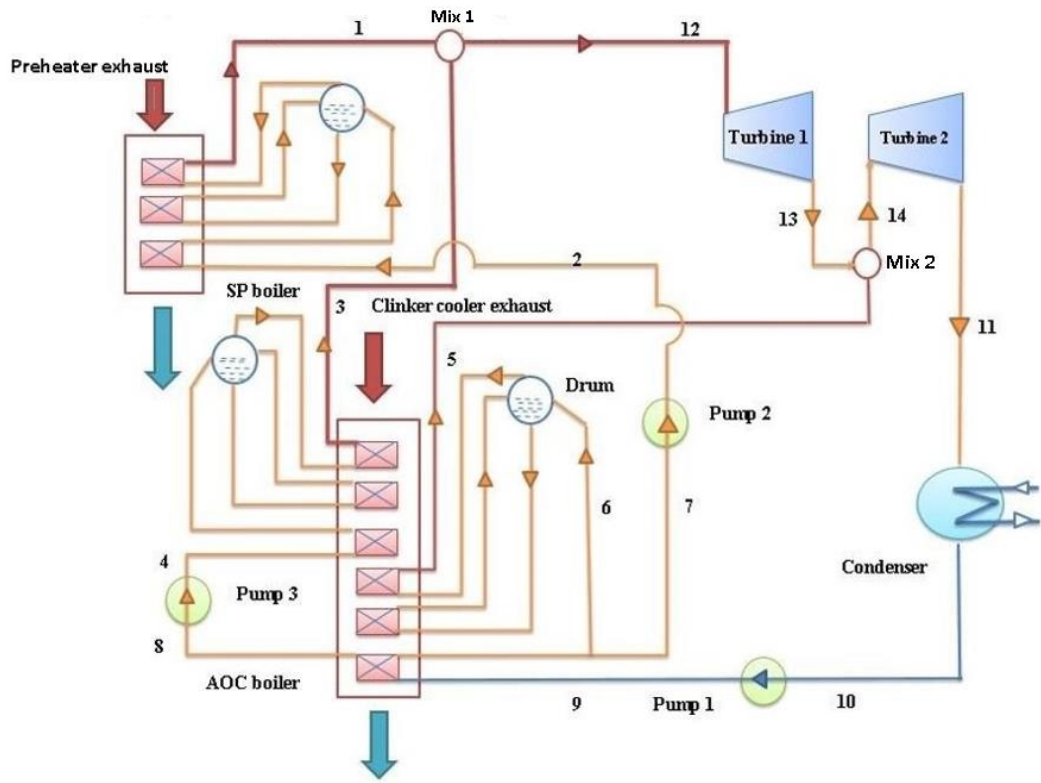 Mix 1
1
12
Preheater exhaust
Turbine 1
Turbine 2
13
14
Mix 2
2
SP boiler
3
Clinker cooler exhaust
11
5
Drum
Pump 2
6
7
4
Condenser
Pump 3
8
AOC boiler
9
Pump 1
10